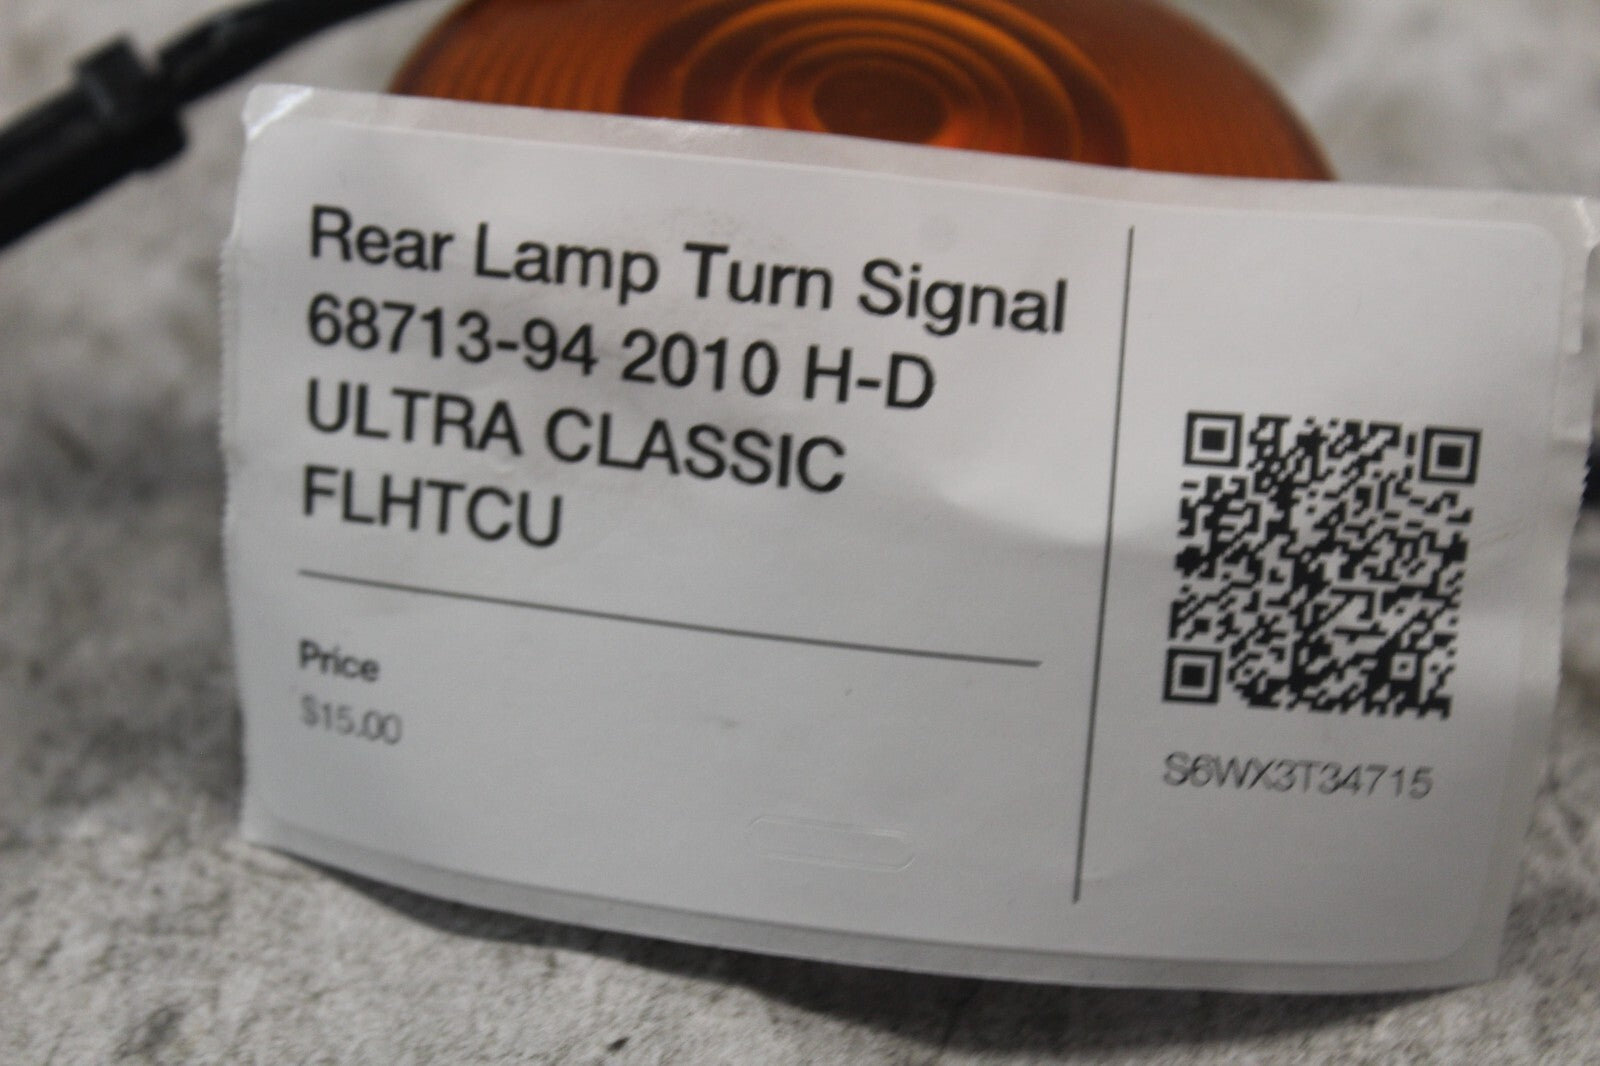 Rear Lamp Turn Signal
68713-94 2010 H-D
ULTRA CLASSIC
FLHTCU
Price
$15.00
S6WX3T34715